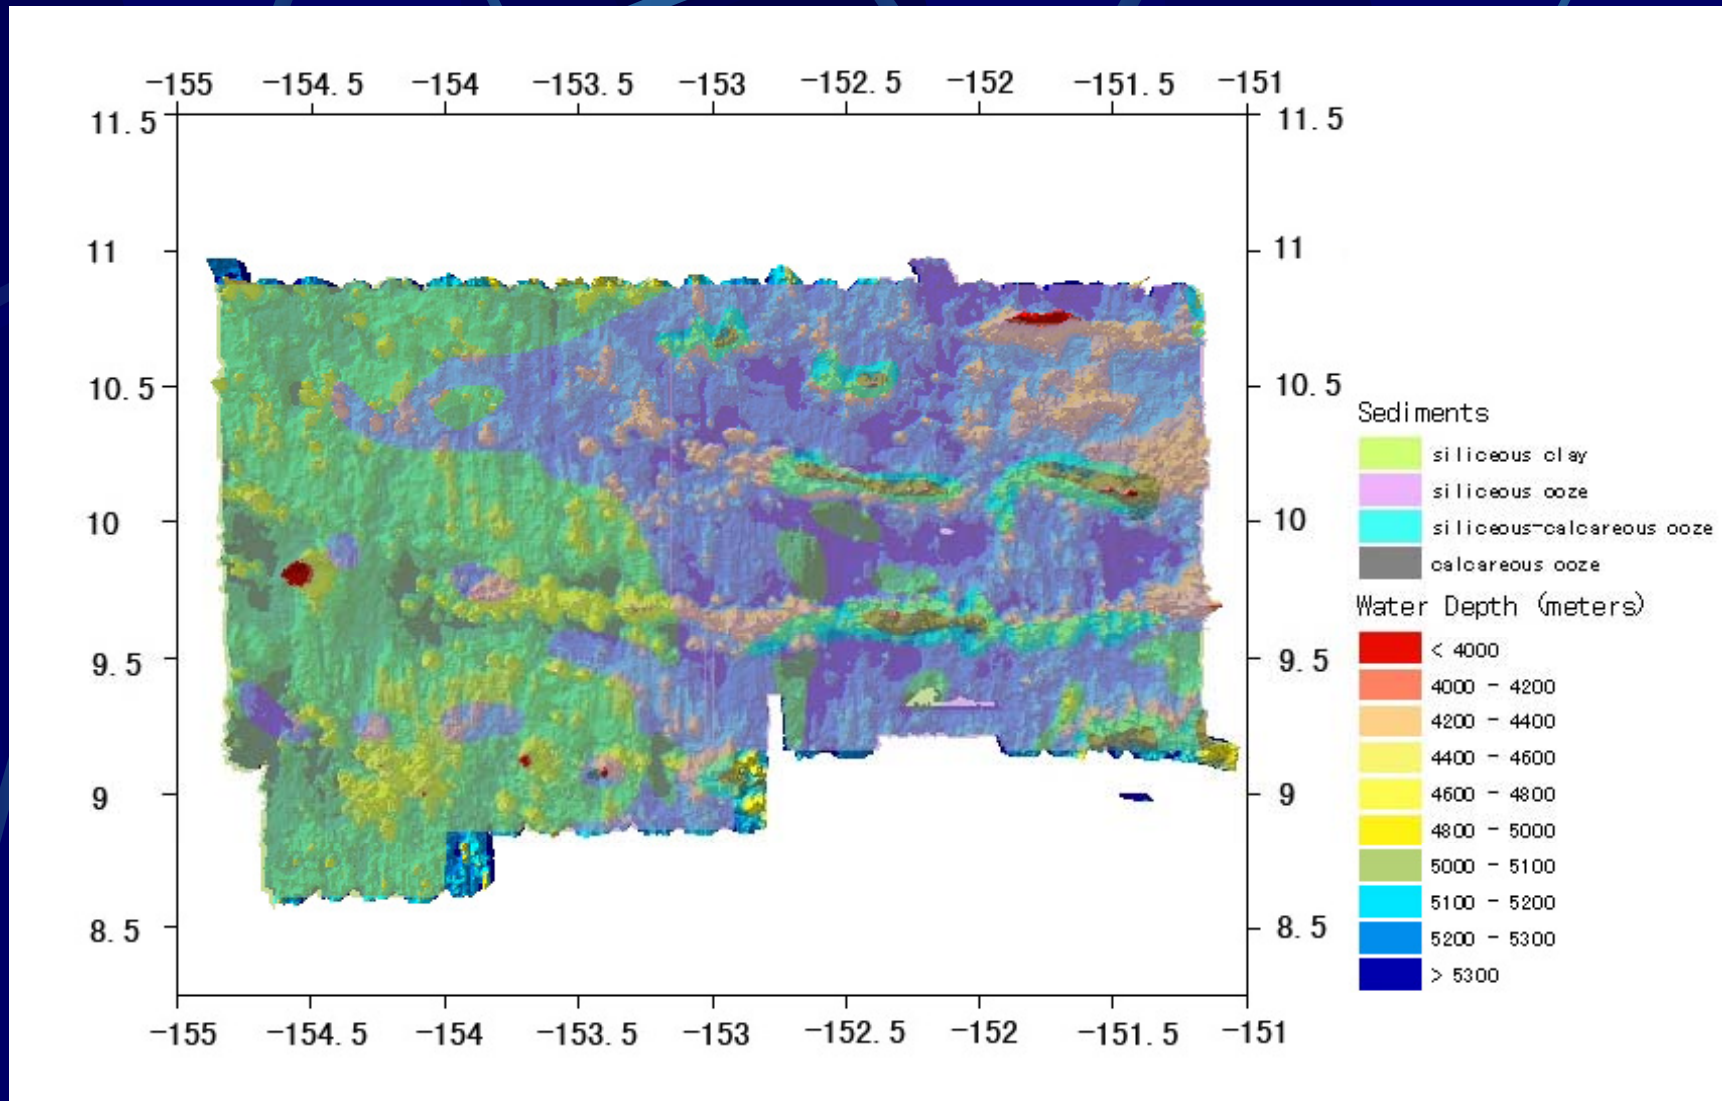 -155 -154.5 -154 -153.5 -153 -152.5 -152 -151.5 -151
11.5 11.5
11 11
10.5 10.5
10 10
9.5 9.5
9 9
8.5 8.5
-155 -154.5 -154 -153.5 -153 -152.5 -152 -151.5 -151
Sediments
siliceous clay
siliceous ooze
siliceous-calcareous ooze
calcareous ooze
Water Depth (meters)
< 4000
4000 - 4200
4200 - 4400
4400 - 4600
4600 - 4800
4800 - 5000
5000 - 5100
5100 - 5200
5200 - 5300
> 5300